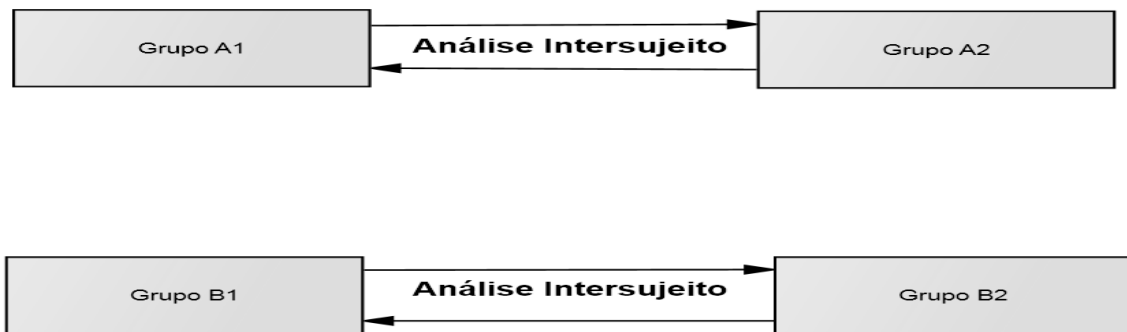 Grupo A1
Análise Intersujeito
Grupo A2
Grupo B1
Análise Intersujeito
Grupo B2